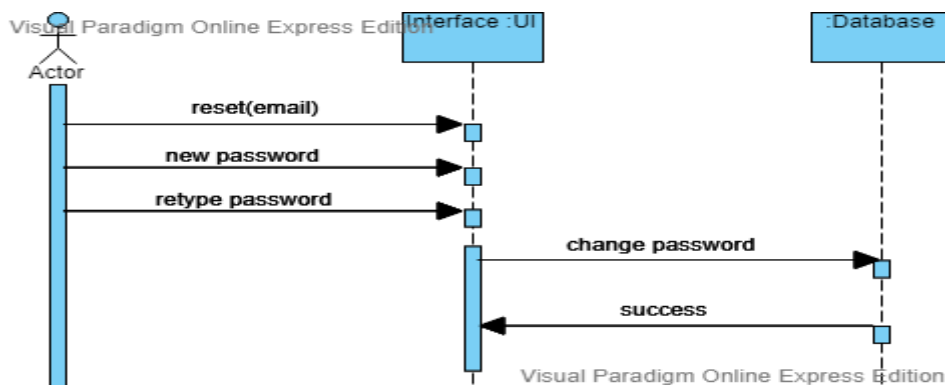 Visual Paradigm Online Express Edition
Interface :UI
:Database
Actor
reset(email)
new password
retype password
change password
success
Visual Paradigm Online Express Edition